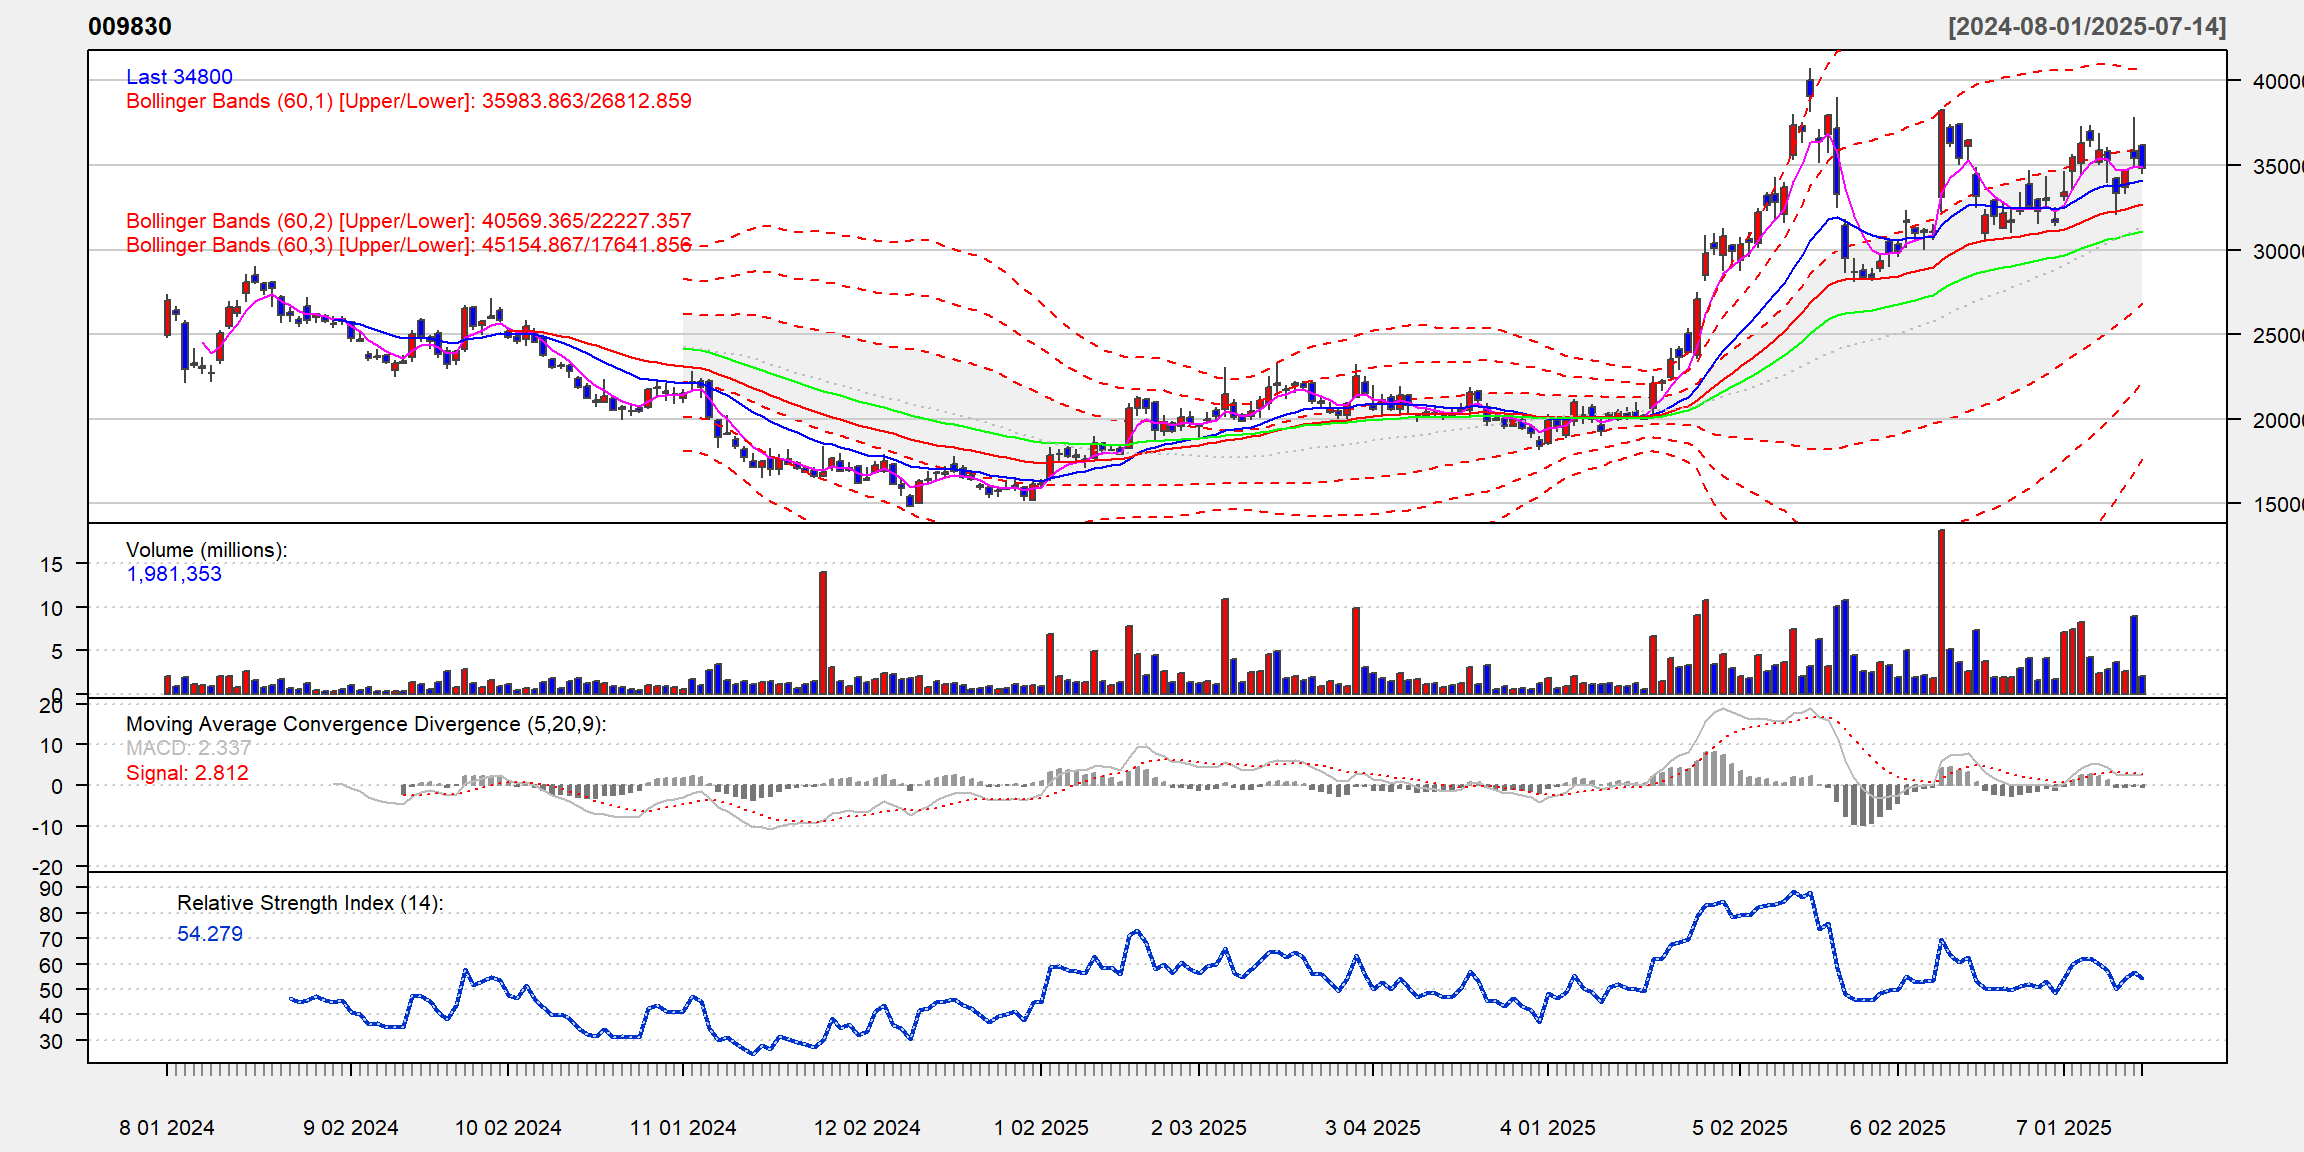 009830
[2024-08-01/2025-07-14]
Last 34800
Bollinger Bands (60,1) [Upper/Lower]: 35983.863/26812.859
Bollinger Bands (60,2) [Upper/Lower]: 40569.365/22227.357
Bollinger Bands (60,3) [Upper/Lower]: 45154.867/17641.856
40000
35000
30000
25000
20000
15000
Volume (millions):
1,981,353
15
10
5
0
Moving Average Convergence Divergence (5,20,9):
MACD: 2.337
Signal: 2.812
20
10
0
-10
-20
Relative Strength Index (14):
54.279
90
80
70
60
50
40
30
8 01 2024
9 02 2024
10 02 2024
11 01 2024
12 02 2024
1 02 2025
2 03 2025
3 04 2025
4 01 2025
5 02 2025
6 02 2025
7 01 2025